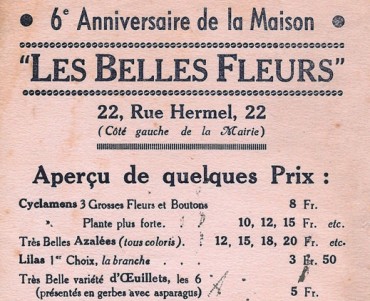 6e Anniversaire de la Maison
"LES BELLES FLEURS"
22, Rue Hermel, 22
(Côté gauche de la Mairie)
Aperçu de quelques Prix :
Cyclamens 3 Grosses Fleurs et Boutons 8 Fr.
» Plante plus forte. 10, 12, 15 Fr. etc.
Très Belles Azalées (tous coloris). 12, 15, 18, 20 Fr. etc.
Lilas 1er Choix, la branche 3 Fr. 50
Très Belle variété d'Œuillets, les 6
(présentés en gerbes avec asparagus) 5 Fr.